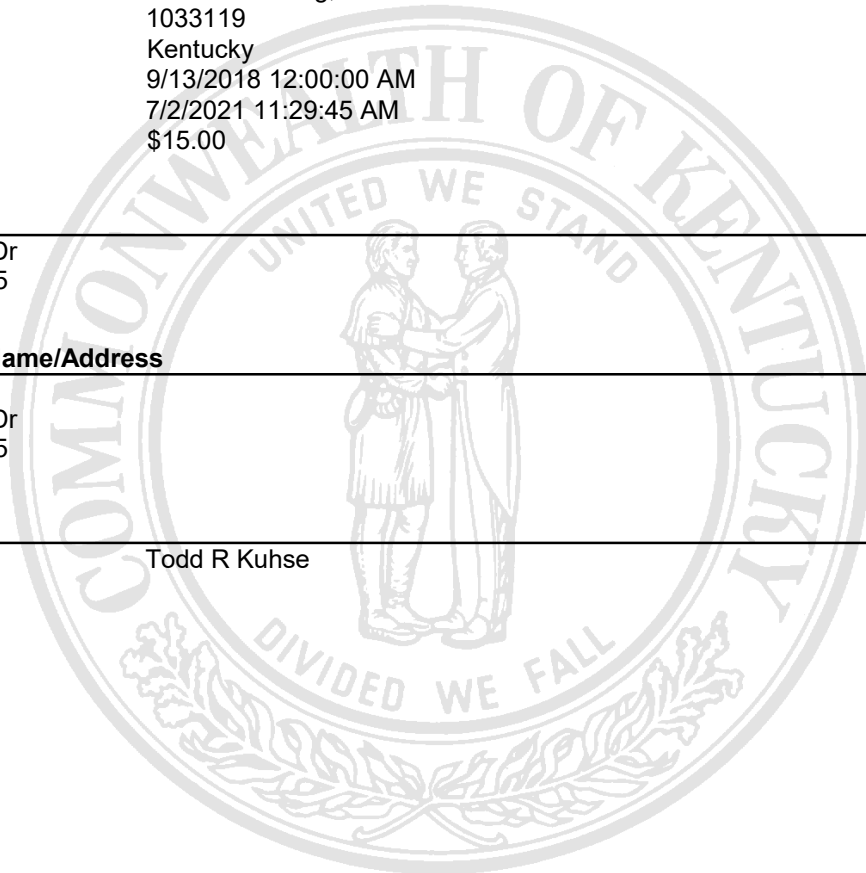 1033119
Kentucky
9/13/2018 12:00:00 AM
7/2/2021 11:29:45 AM
$15.00
Dr
5
ame/Address
Dr
5
Todd R Kuhse
COMMONWEALTH OF KENTUCKY
UNITED WE STAND
DIVIDED WE FALL